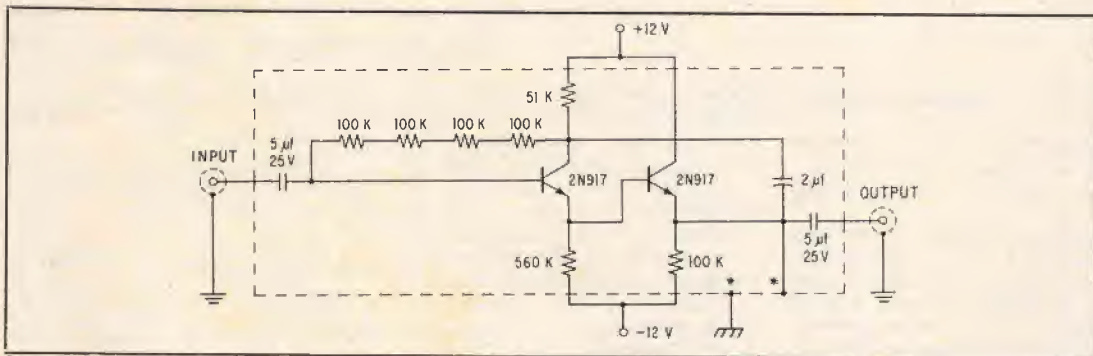 +12 V
51 K
100 K 100 K 100 K 100 K
5 µf
25 V
INPUT
2N917
2N917
2 µf
OUTPUT
5 µf
25 V
560 K
100 K
*
*
-12 V